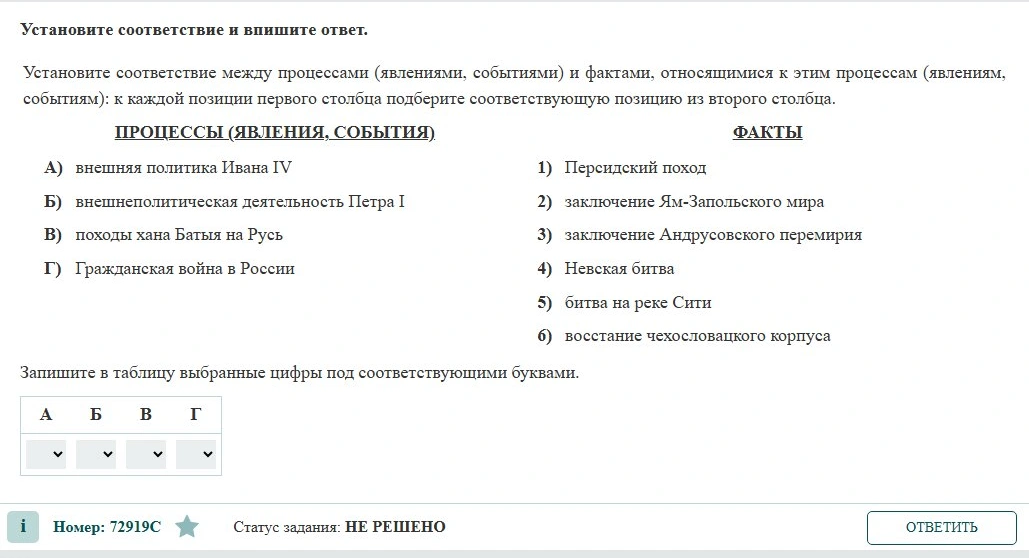 Установите соответствие и впишите ответ.
Установите соответствие между процессами (явлениями, событиями) и фактами, относящимися к этим процессам (явлениям,
событиям): к каждой позиции первого столбца подберите соответствующую позицию из второго столбца.
ПРОЦЕССЫ (ЯВЛЕНИЯ, СОБЫТИЯ)
А) внешняя политика Ивана IV
Б) внешнеполитическая деятельность Петра I
В) походы хана Батыя на Русь
Г) Гражданская война в России
ФАКТЫ
1) Персидский поход
2) заключение Ям-Запольского мира
3) заключение Андрусовского перемирия
4) Невская битва
5) битва на реке Сити
6) восстание чехословацкого корпуса
Запишите в таблицу выбранные цифры под соответствующими буквами.
А Б В Г
i Номер: 72919C Статус задания: НЕ РЕШЕНО ОТВЕТИТЬ